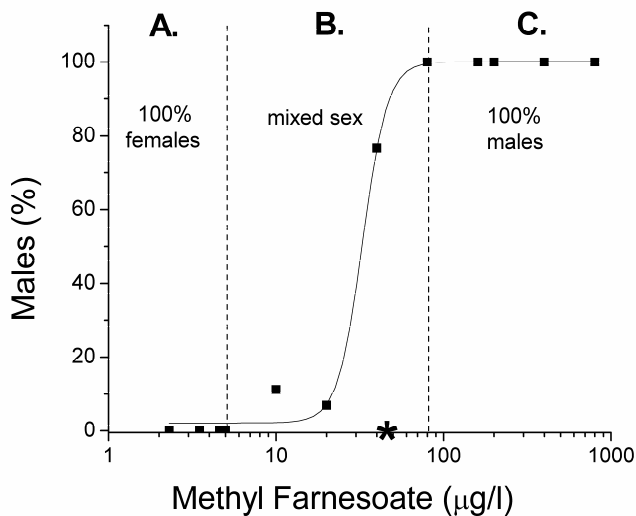 A. B. C.
100
80
60
40
20
0
100%
females
mixed sex
100%
males
Males (%)
1 10 100 1000
*
Methyl Farnesoate (μg/l)